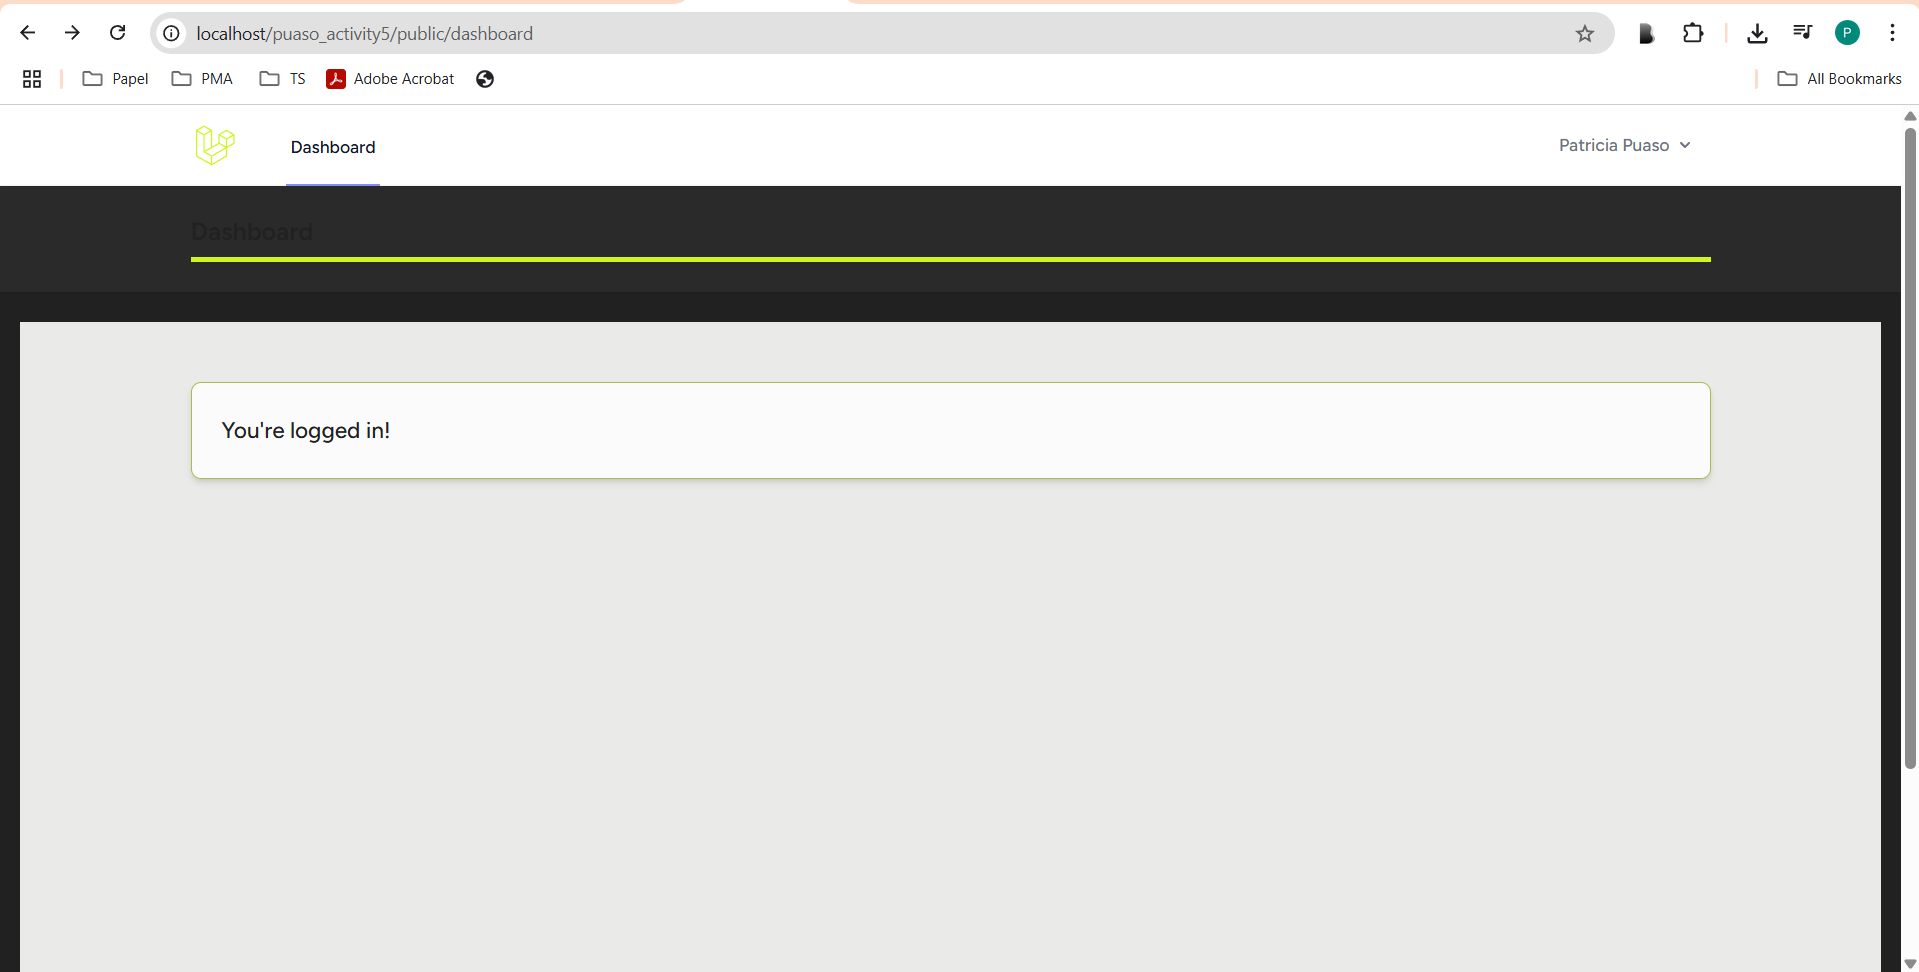 localhost/puaso_activity5/public/dashboard
P
Papel
PMA
TS
Adobe Acrobat
All Bookmarks
Dashboard
Patricia Puaso
Dashboard
You're logged in!